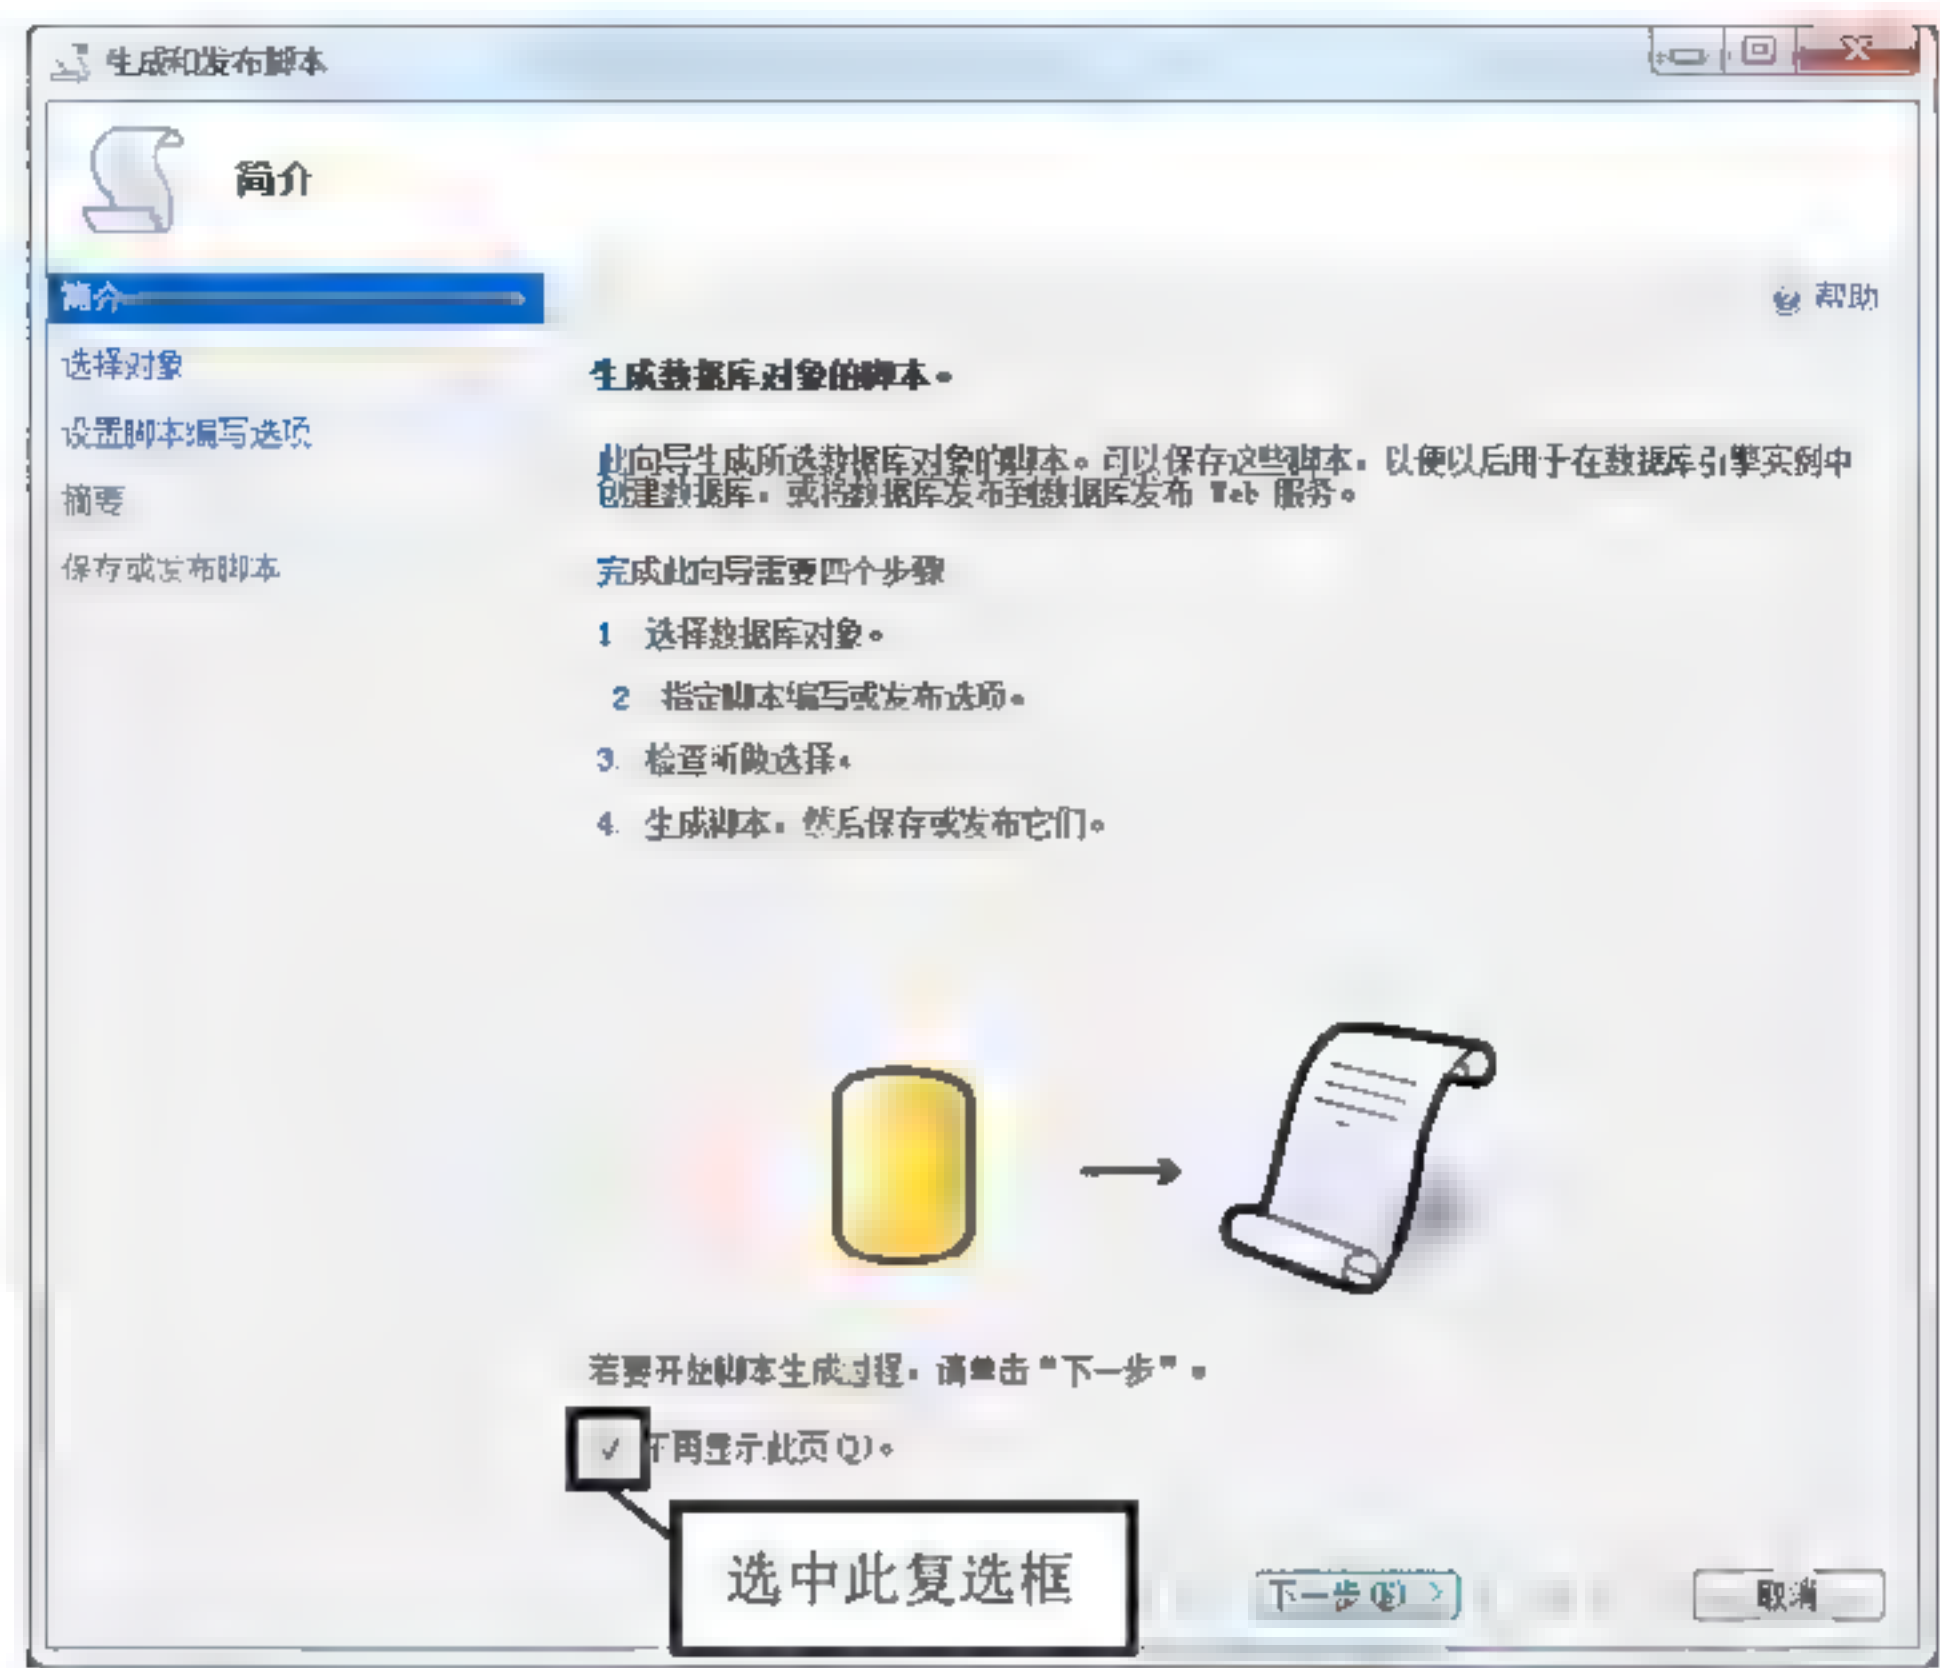 生成和发布脚本
简介
简介
帮助
选择对象
设置脚本编写选项
摘要
保存或发布脚本
生成数据库对象的脚本。
此向导生成所选数据库对象的脚本。可以保存这些脚本，以便以后用于在数据库引擎实例中
创建数据库，或将数据库发布到数据库发布 Web 服务。
完成此向导需要四个步骤
1 选择数据库对象。
2 指定脚本编写或发布选项。
3. 检查所做选择。
4. 生成脚本，然后保存或发布它们。
若要开始脚本生成过程，请单击“下一步”。
不再显示此页(Q)。
选中此复选框
下一步(N) >
取消